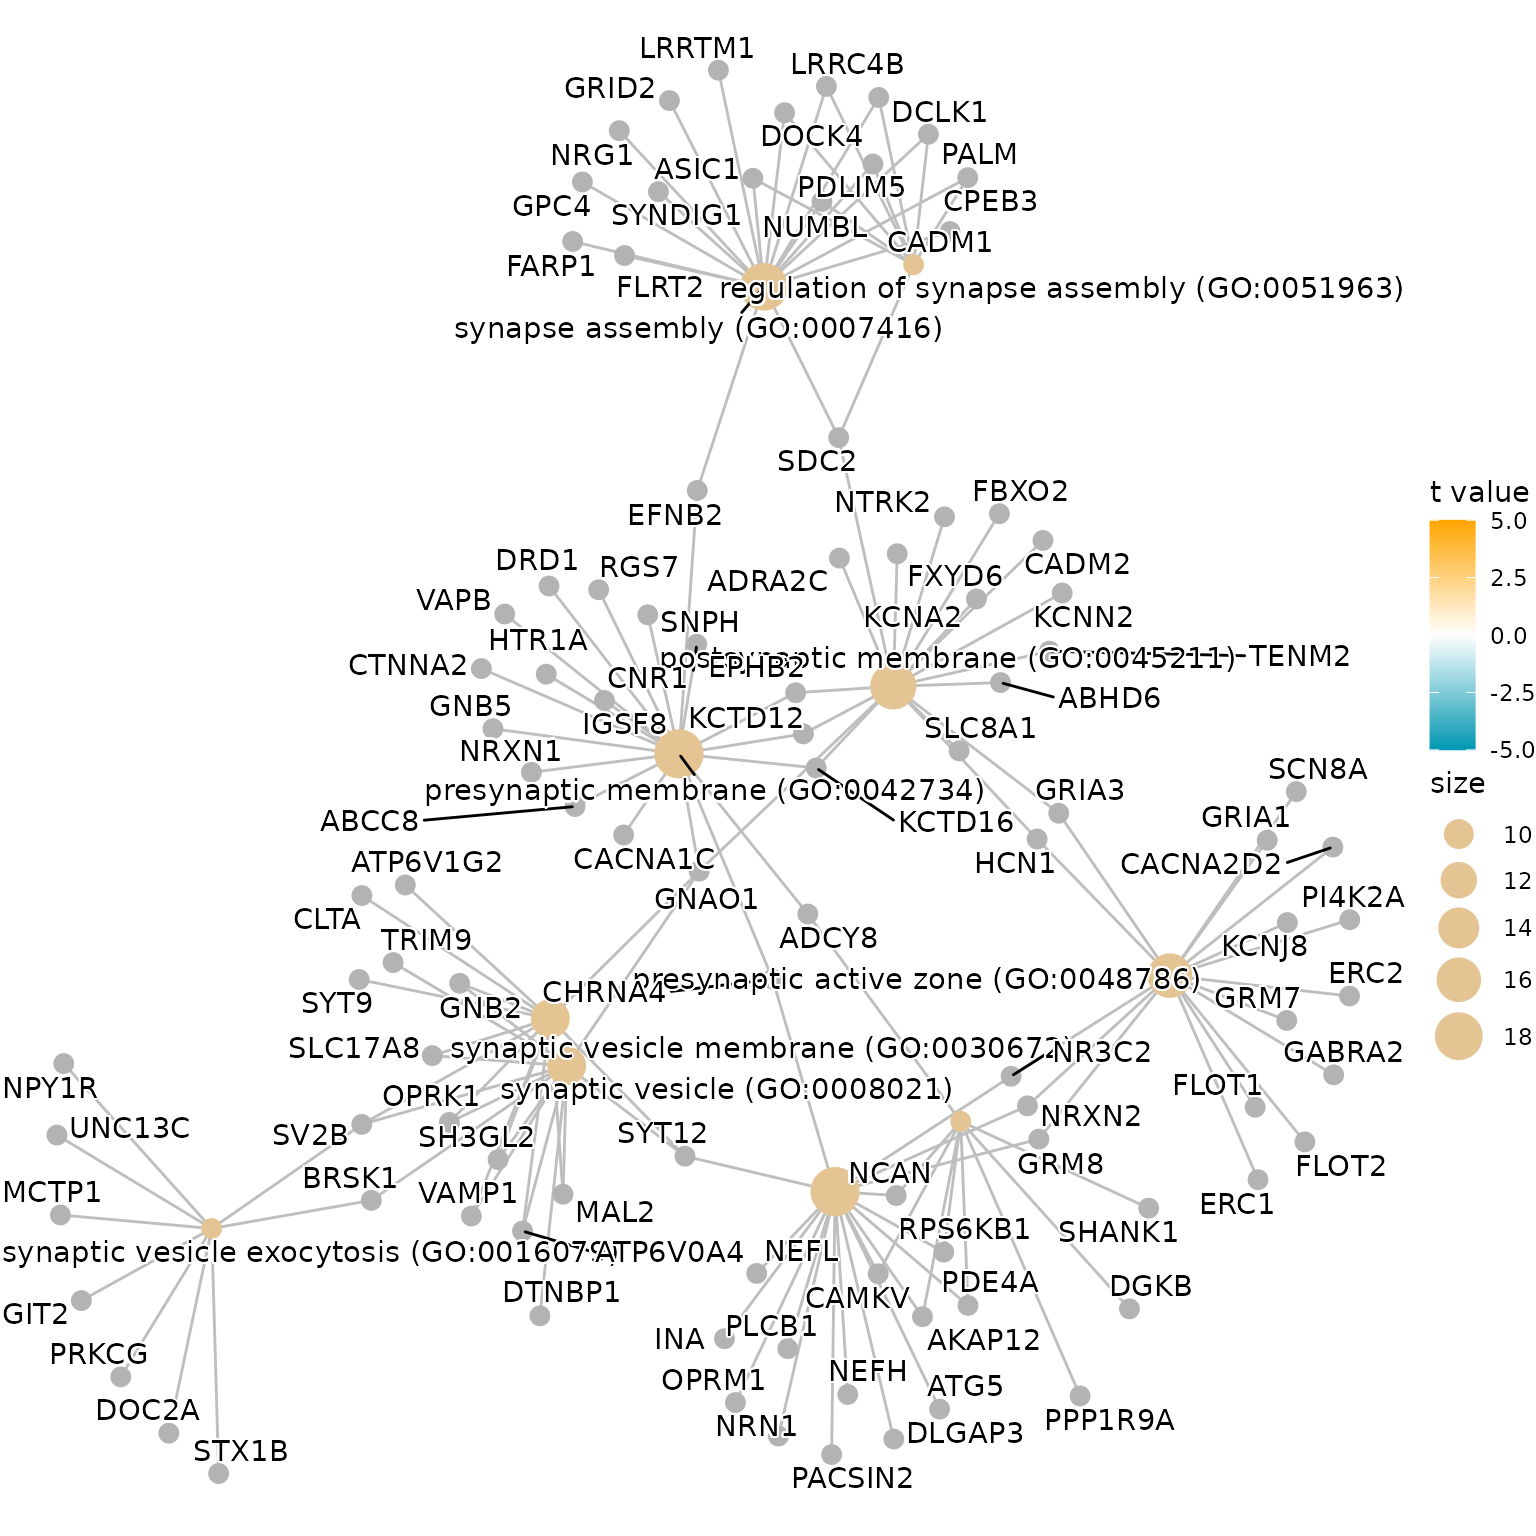 LRRTM1
LRRC4B
GRID2
DCLK1
DOCK4
NRG1
PALM
ASIC1
PDLIM5
GPC4
CPEB3
SYNDIG1
NUMBL
CADM1
FARP1
FLRT2
regulation of synapse assembly (GO:0051963)
synapse assembly (GO:0007416)
SDC2
NTRK2
FBXO2
EFNB2
DRD1
RGS7
ADRA2C
FXYD6
CADM2
VAPB
KCNA2
KCNN2
SNPH
HTR1A
CTNNA2
CNR1
EPHB2
postsynaptic membrane (GO:0045211)
TENM2
ABHD6
GNB5
IGSF8
KCTD12
SLC8A1
NRXN1
presynaptic membrane (GO:0042734)
GRIA3
SCN8A
ABCC8
KCTD16
GRIA1
CACNA1C
HCN1
CACNA2D2
ATP6V1G2
GNAO1
PI4K2A
CLTA
TRIM9
ADCY8
KCNJ8
SYT9
GNB2
CHRNA4
presynaptic active zone (GO:0048786)
ERC2
GRM7
SLC17A8
synaptic vesicle membrane (GO:0030672)
NR3C2
GABRA2
NPY1R
OPRK1
synaptic vesicle (GO:0008021)
FLOT1
UNC13C
SV2B
SH3GL2
SYT12
NRXN2
BRSK1
NCAN
GRM8
FLOT2
MCTP1
VAMP1
MAL2
ERC1
RPS6KB1
SHANK1
synaptic vesicle exocytosis (GO:0016079)
ATP6V0A4
NEFL
DTNBP1
CAMKV
PDE4A
DGKB
GIT2
INA
PLCB1
AKAP12
PRKCG
OPRM1
NEFH
ATG5
DOC2A
NRN1
DLGAP3
PPP1R9A
STX1B
PACSIN2
t value
5.0
2.5
0.0
-2.5
-5.0
size
10
12
14
16
18